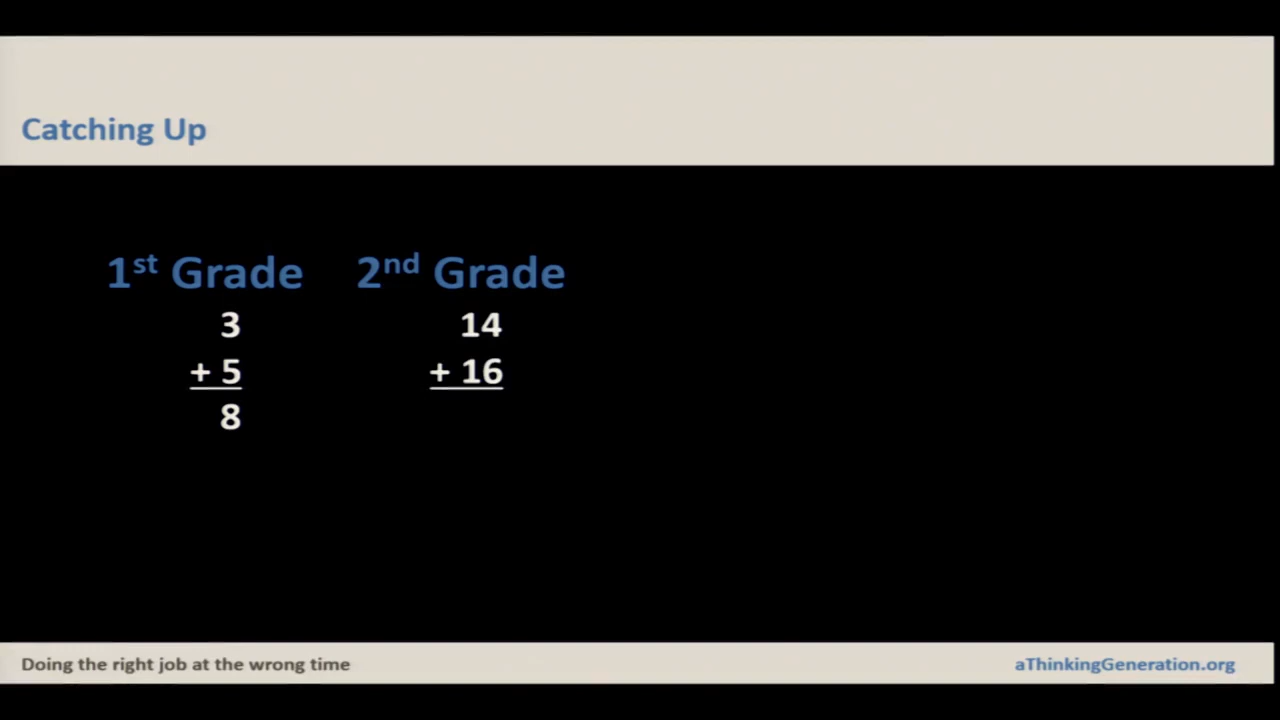 Catching Up
1st Grade
3
+ 5
8
2nd Grade
14
+ 16
Doing the right job at the wrong time
aThinkingGeneration.org